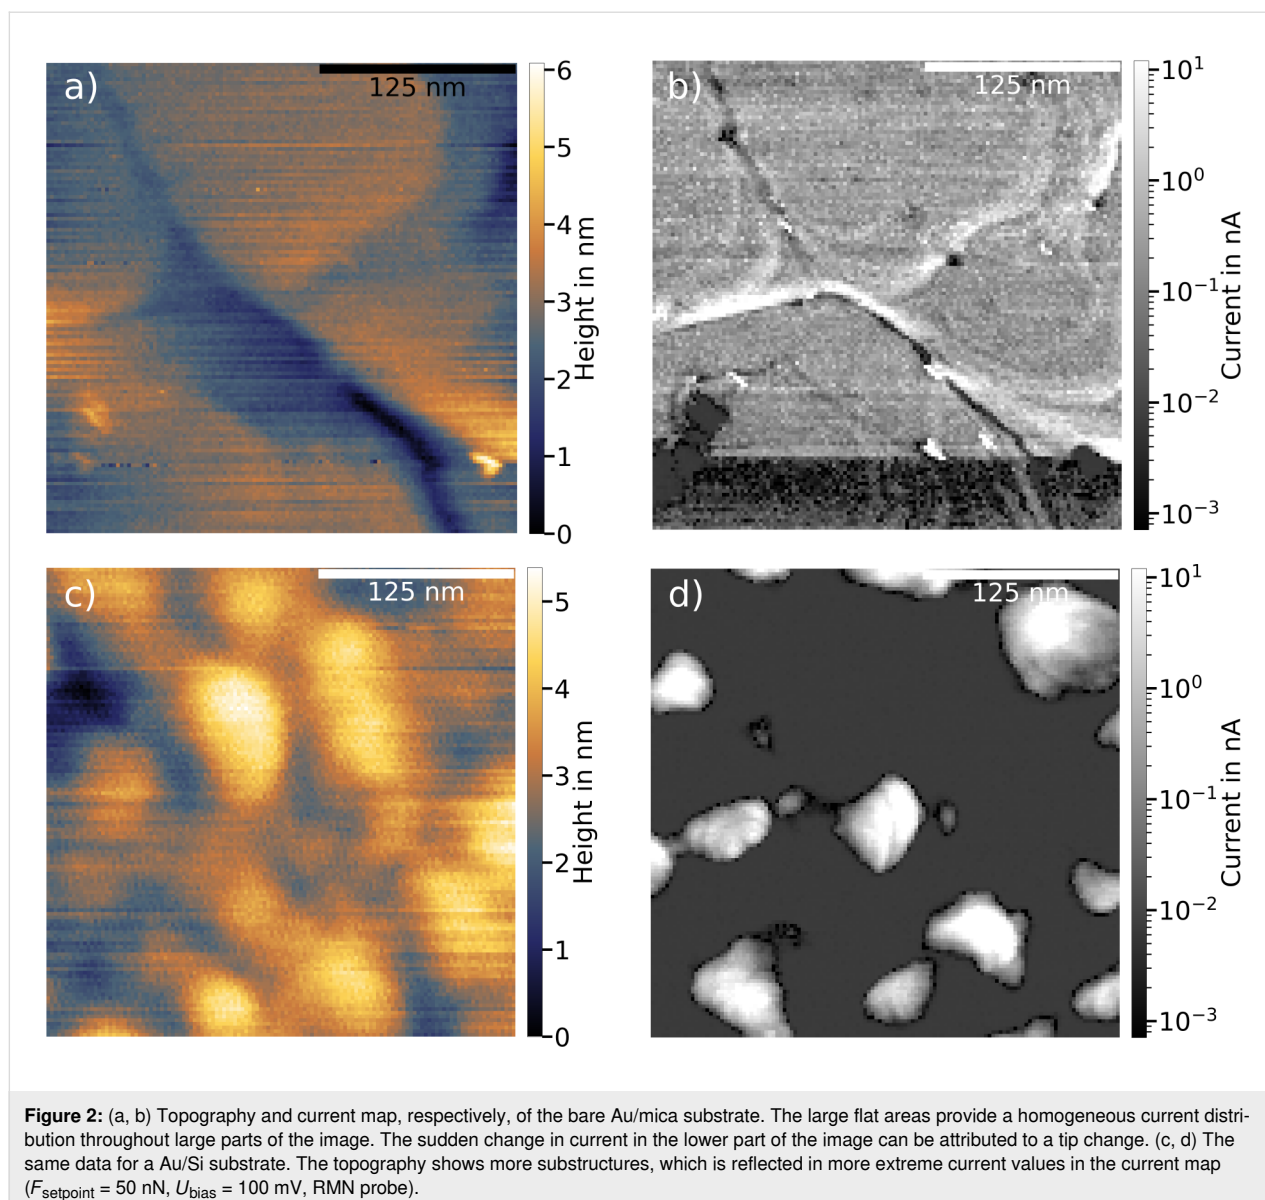 a)
125 nm
6
5
4
3
2
1
0
Height in nm
b)
125 nm
10^1
10^0
10^-1
10^-2
10^-3
Current in nA
c)
125 nm
5
4
3
2
1
0
Height in nm
d)
125 nm
10^1
10^0
10^-1
10^-2
10^-3
Current in nA
Figure 2: (a, b) Topography and current map, respectively, of the bare Au/mica substrate. The large flat areas provide a homogeneous current distri-
bution throughout large parts of the image. The sudden change in current in the lower part of the image can be attributed to a tip change. (c, d) The
same data for a Au/Si substrate. The topography shows more substructures, which is reflected in more extreme current values in the current map
(Fsetpoint = 50 nN, Ubias = 100 mV, RMN probe).